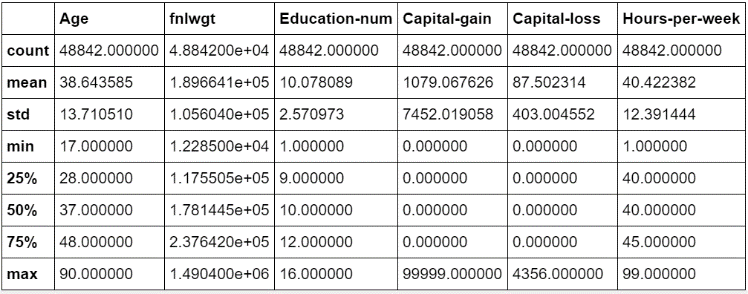 Age fnlwgt Education-num Capital-gain Capital-loss Hours-per-week
count 48842.000000 4.884200e+04 48842.000000 48842.000000 48842.000000 48842.000000
mean 38.643585 1.896641e+05 10.078089 1079.067626 87.502314 40.422382
std 13.710510 1.056040e+05 2.570973 7452.019058 403.004552 12.391444
min 17.000000 1.228500e+04 1.000000 0.000000 0.000000 1.000000
25% 28.000000 1.175505e+05 9.000000 0.000000 0.000000 40.000000
50% 37.000000 1.781445e+05 10.000000 0.000000 0.000000 40.000000
75% 48.000000 2.376420e+05 12.000000 0.000000 0.000000 45.000000
max 90.000000 1.490400e+06 16.000000 99999.000000 4356.000000 99.000000